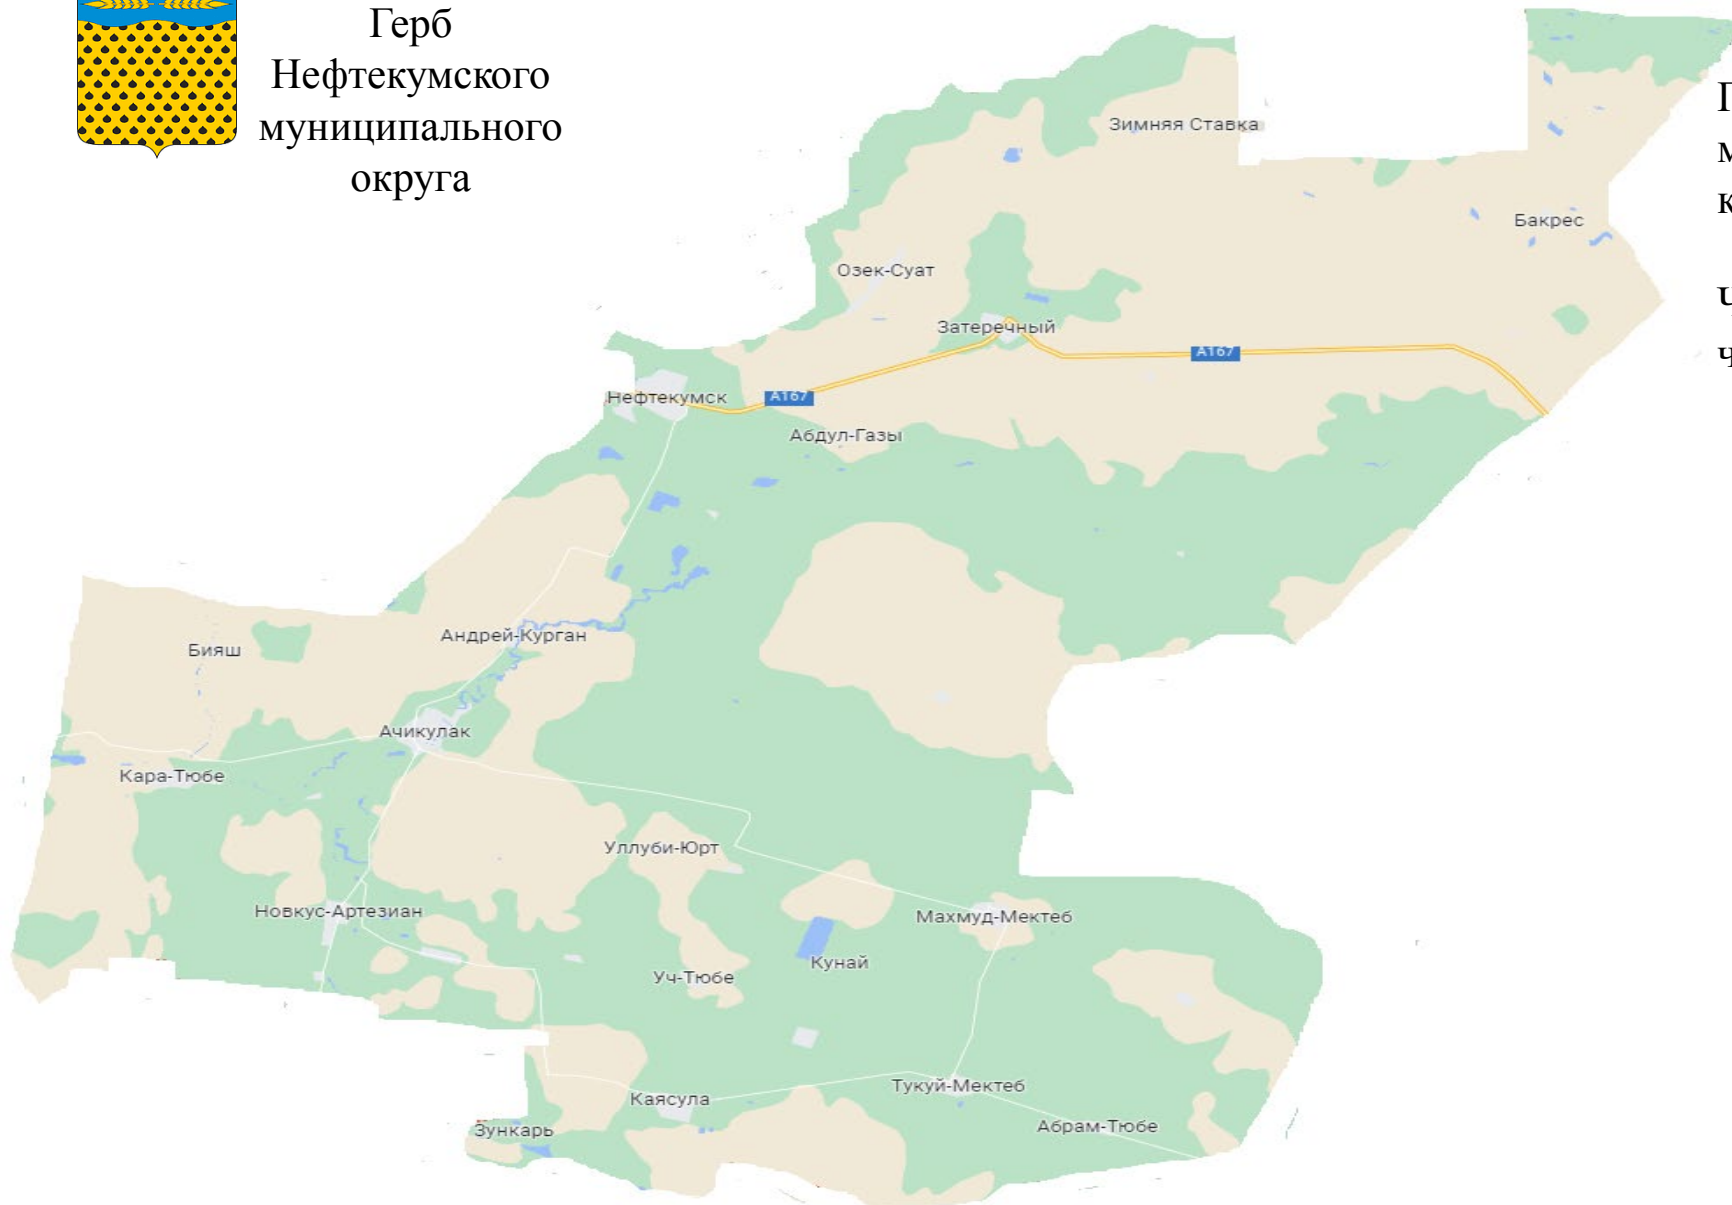 Герб
Нефтекумского
муниципального
округа
Зимняя Ставка
Бакрес
Озек-Суат
Затеречный
А167
Нефтекумск
А167
Абдул-Газы
Андрей-Курган
Бияш
Ачикулак
Кара-Тюбе
Уллуби-Юрт
Новкус-Артезиан
Махмуд-Мектеб
Кунай
Уч-Тюбе
Тукуй-Мектеб
Каясула
Абрам-Тюбе
Зункарь